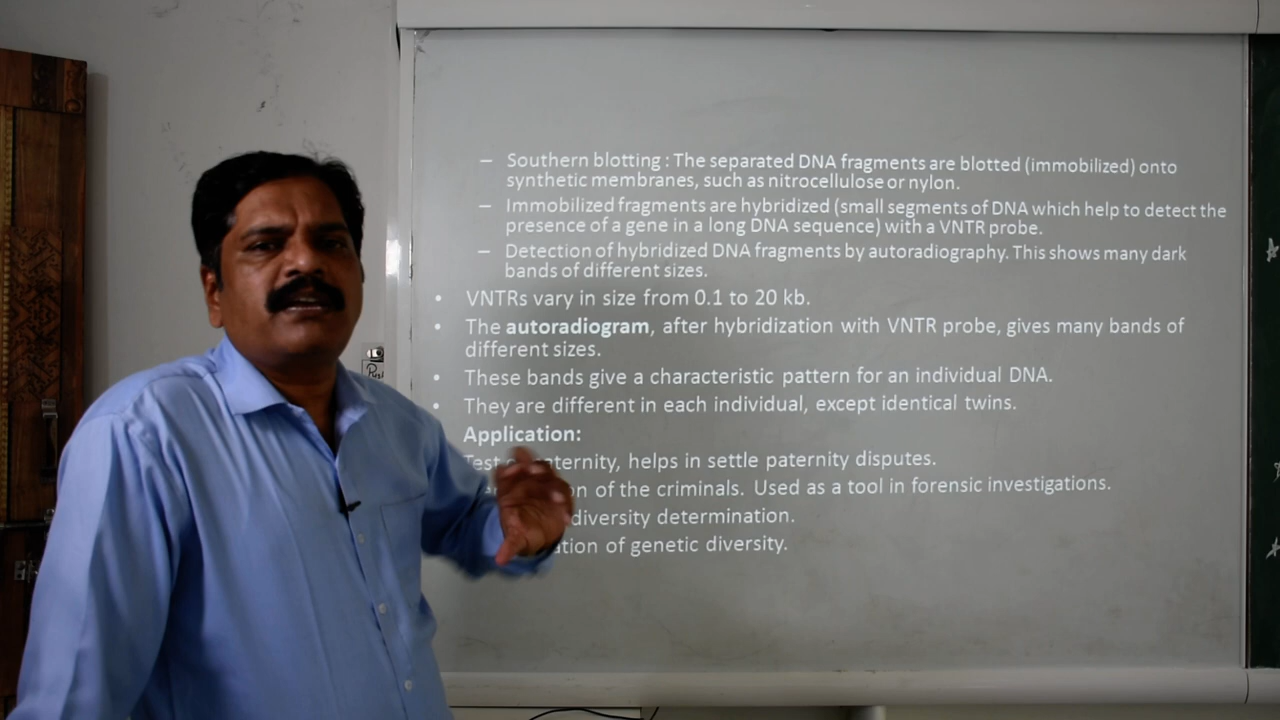 – Southern blotting : The separated DNA fragments are blotted (immobilized) onto
synthetic membranes, such as nitrocellulose or nylon.
– Immobilized fragments are hybridized (small segments of DNA which help to detect the
presence of a gene in a long DNA sequence) with a VNTR probe.
– Detection of hybridized DNA fragments by autoradiography. This shows many dark
bands of different sizes.
• VNTRs vary in size from 0.1 to 20 kb.
• The autoradiogram, after hybridization with VNTR probe, gives many bands of
different sizes.
• These bands give a characteristic pattern for an individual DNA.
• They are different in each individual, except identical twins.
Application:
Test paternity, helps in settle paternity disputes.
of the criminals. Used as a tool in forensic investigations.
diversity determination.
of genetic diversity.